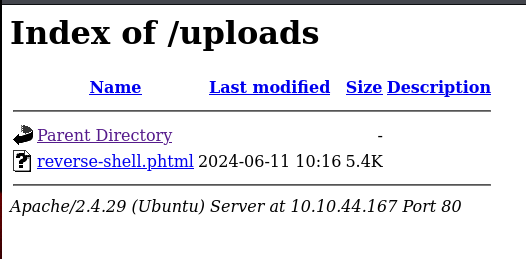 Index of /uploads
Name Last modified Size Description
Parent Directory -
reverse-shell.phtml 2024-06-11 10:16 5.4K
Apache/2.4.29 (Ubuntu) Server at 10.10.44.167 Port 80